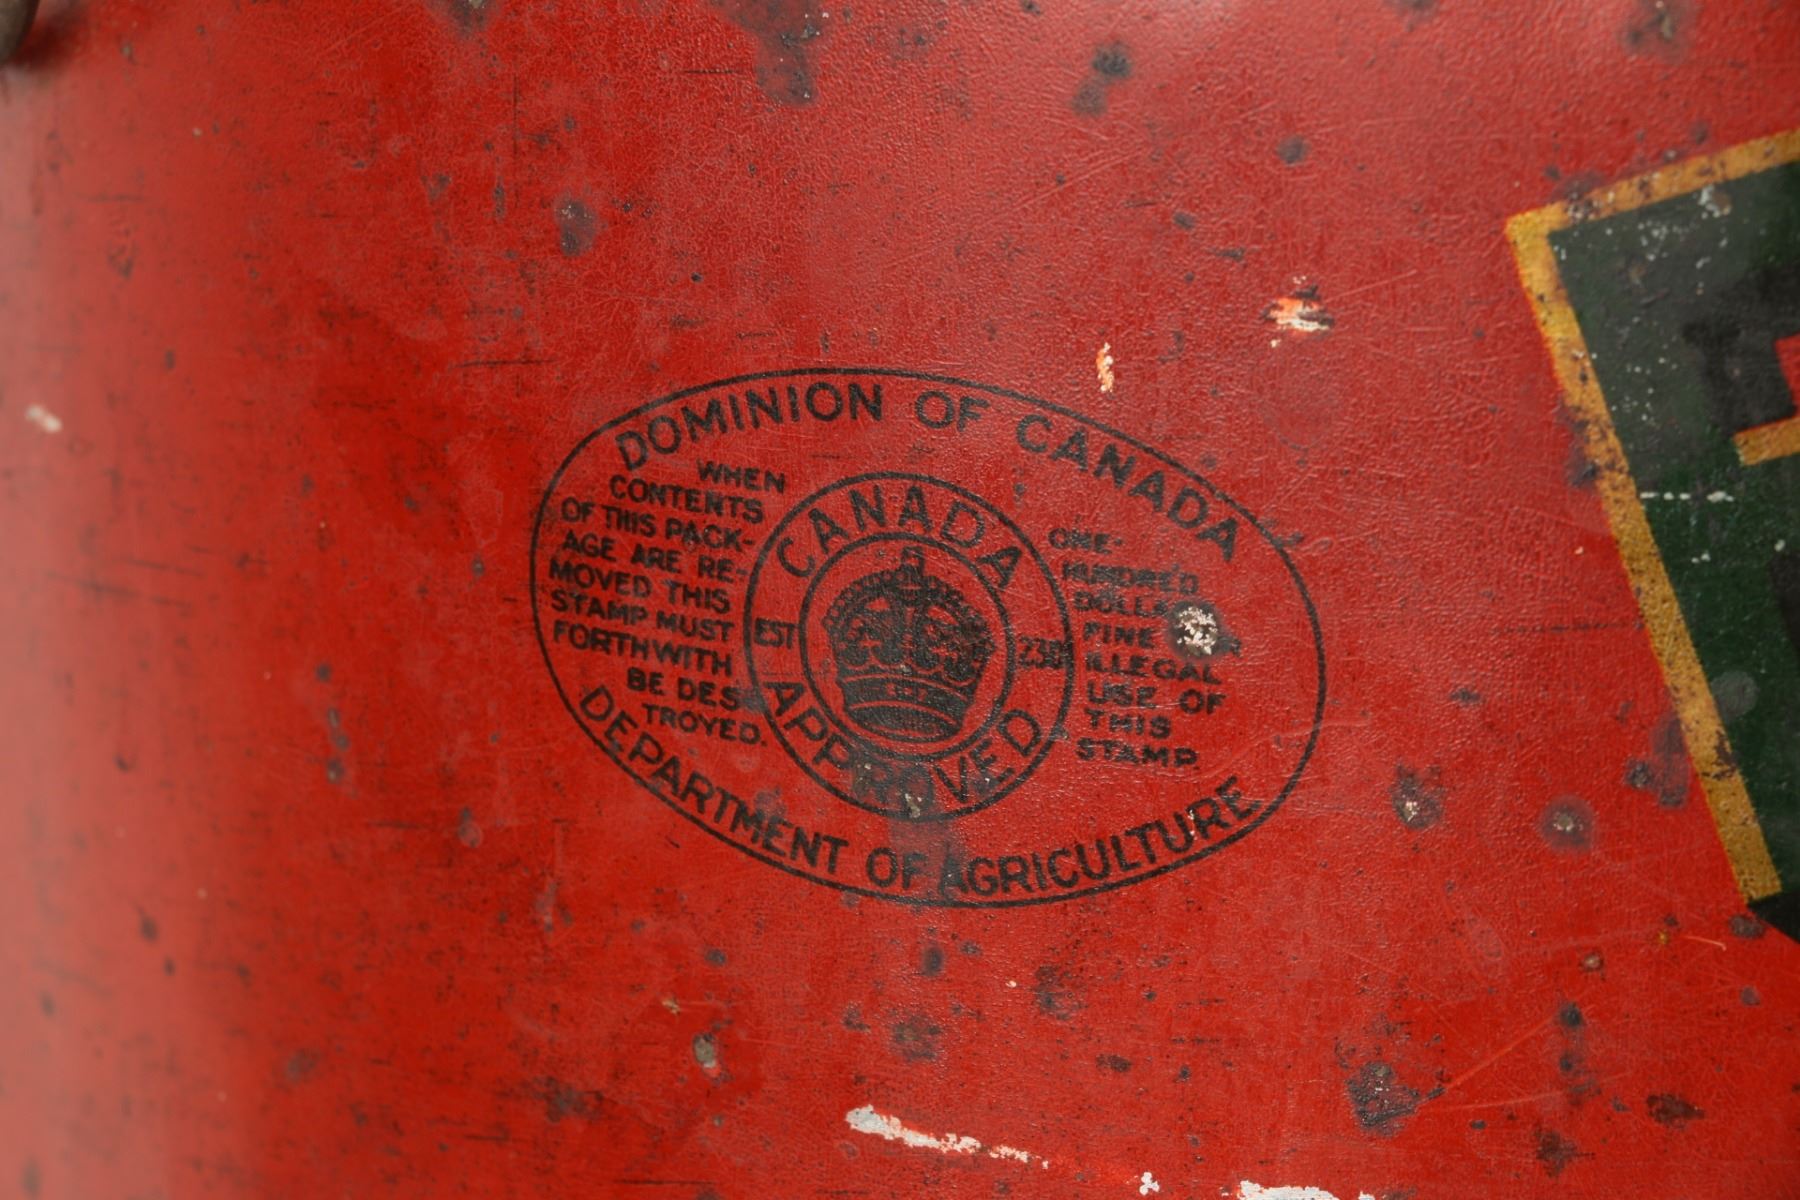 DOMINION OF CANADA
WHEN
CONTENTS
OF THIS PACK-
AGE ARE RE-
MOVED THIS
STAMP MUST
FORTHWITH
BE DES-
TROYED.
CANADA
EST
APPROVED
ONE-
HUNDRED
FINE
ILLEGAL
USE OF
THIS
STAMP.
DEPARTMENT OF AGRICULTURE